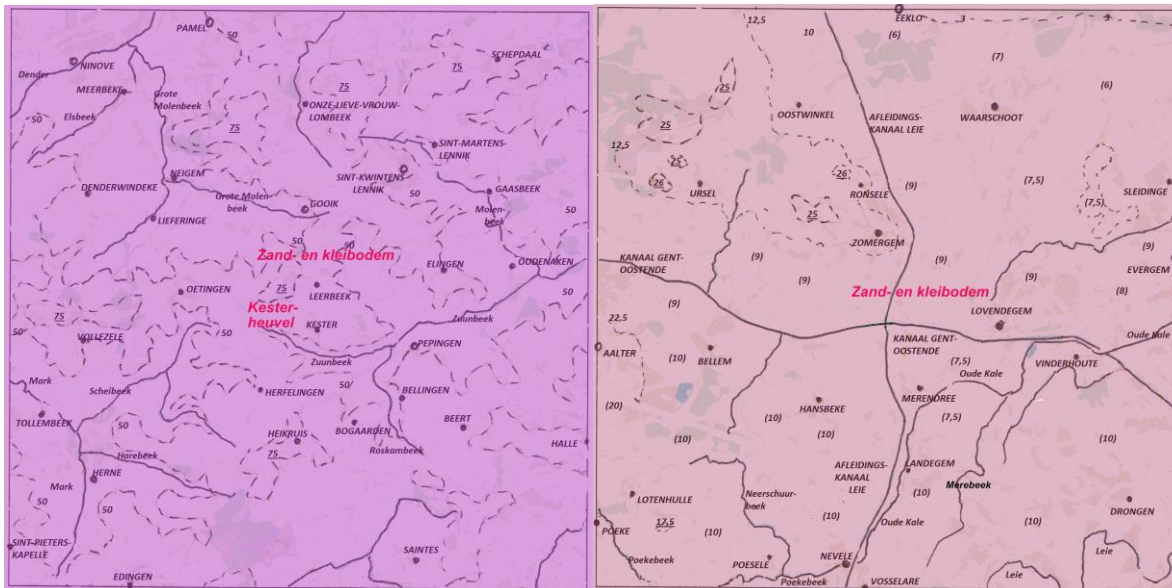 PAMEL
50
50
SCHEPDAAL
Dender
NINOVE
75
75
MEERBEKE
Grote
Molenbeek
ONZE-LIEVE-VROUW-
LOMBEEK
50
Elsbeek
75
SINT-MARTENS-
LENNIK
NEIGEM
SINT-KWINTENS-
LENNIK
50
DENDERWINDEKE
Grote Molen-
beek
GAASBEEK
GOOIK
Molen-
beek
LIEFERINGE
50
50
50
Zand- en kleibodem
ELINGEN
OUDENAKEN
OETINGEN
75
LEERBEEK
50
Kester-
heuvel
50
75
50
KESTER
Zuunbeek
VOLLEZELE
Zuunbeek
PEPINGEN
Mark
Schelbeek
50
HERFELINGEN
BELLINGEN
TOLLEMBEEK
50
HEIKRUIS
BOGAARDEN
BEERT
HALLE
75
Roskambeek
Harebeek
HERNE
Mark
50
50
SINT-PIETERS-
KAPELLE
SAINTES
EDINGEN
12,5
EEKLO
3
3
10
(6)
(7)
25
(6)
OOSTWINKEL
AFLEIDINGS-
KANAAL LEIE
WAARSCHOOT
25
12,5
25
26
26
URSEL
RONSELE
(9)
(7,5)
SLEIDINGE
25
(7,5)
ZOMERGEM
(9)
KANAAL GENT-
OOSTENDE
(9)
(9)
EVERGEM
(9)
(9)
(9)
Zand- en kleibodem
(8)
LOVENDEGEM
22,5
KANAAL GENT-
OOSTENDE
Oude Kale
AALTER
(10)
BELLEM
(7,5)
VINDERHOUTE
Oude Kale
MERENDREE
(20)
HANSBEKE
(7,5)
(10)
(10)
(10)
(10)
AFLEIDINGS-
KANAAL
LEIE
LANDEGEM
Merebeek
LOTENHULLE
Neerschuur-
beek
(10)
DRONGEN
17,5
(10)
(10)
Oude Kale
(10)
POEKE
Leie
Poekebeek
POESELE
NEVELE
Poekebeek
VOSSELARE
Leie